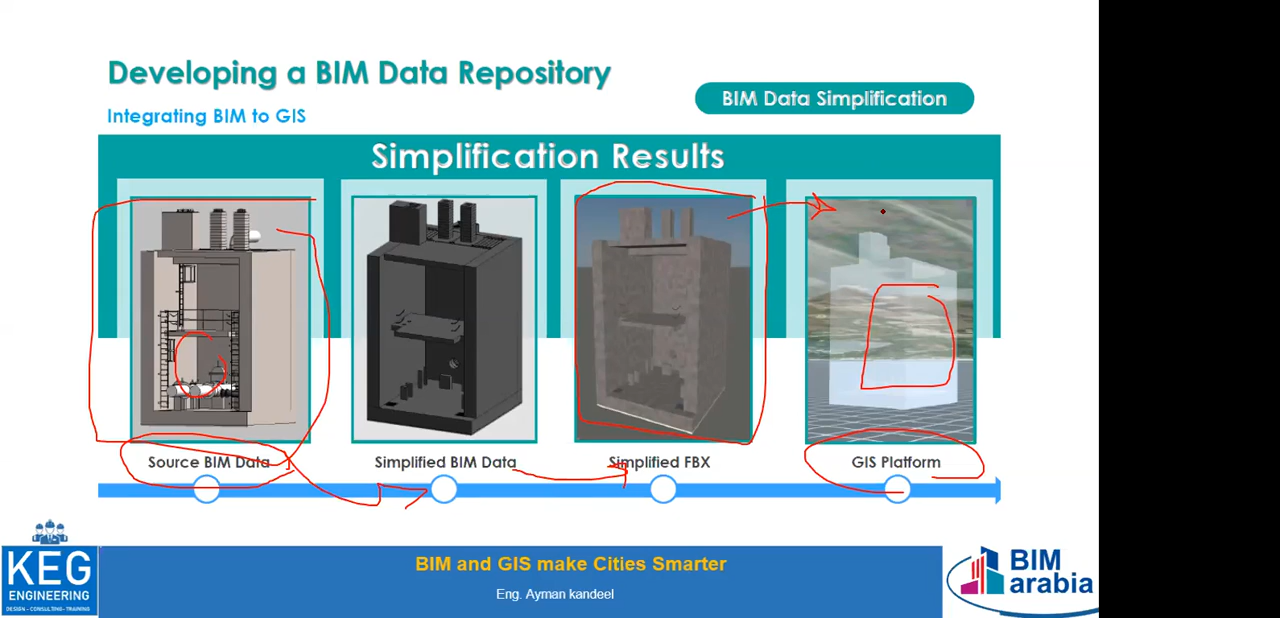 Developing a BIM Data Repository
Integrating BIM to GIS
BIM Data Simplification
Simplification Results
Source BIM Data
Simplified BIM Data
Simplified FBX
GIS Platform
KEG
ENGINEERING
DESIGN - CONSULTING - TRAINING
BIM and GIS make Cities Smarter
Eng. Ayman kandeel
BIM
arabia